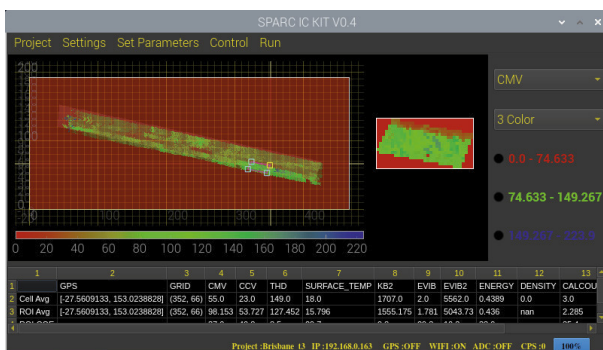 SPARC IC KIT V0.4
Project Settings Set Parameters Control Run
200
CMV
3 Color
0.0 - 74.633
74.633 - 149.267
300
400
0 20 40 60 80 100 120 140 160 180 200 220
1 2 3 4 5 6 7 8 9 10 11 12 13
1 GPS GRID CMV CCV THD SURFACE_TEMP KB2 EVIB EVIB2 ENERGY DENSITY CALCOU
2 Cell Avg [-27.5609133, 153.0238828] (352, 66) 55.0 23.0 149.0 18.0 1707.0 2.0 5562.0 0.4389 0.0 3.0
3 ROI Avg [-27.5609133, 153.0238828] (352, 66) 98.153 53.727 127.452 15.796 1555.175 1.781 5043.73 0.436 nan 2.285
Project :Brisbane t3 IP :192.168.0.163 GPS :OFF WIFI :ON ADC :OFF CPS :0 100%